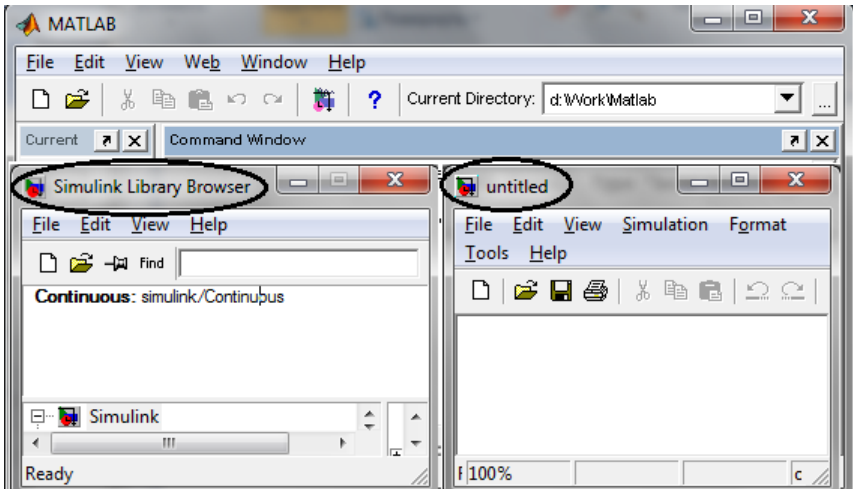 MATLAB
File Edit View Web Window Help
? Current Directory: d:\Work\Matlab ...
Current Command Window
Simulink Library Browser
File Edit View Help
Find
Continuous: simulink/Continuous
Simulink
Ready
untitled
File Edit View Simulation Format
Tools Help
100%